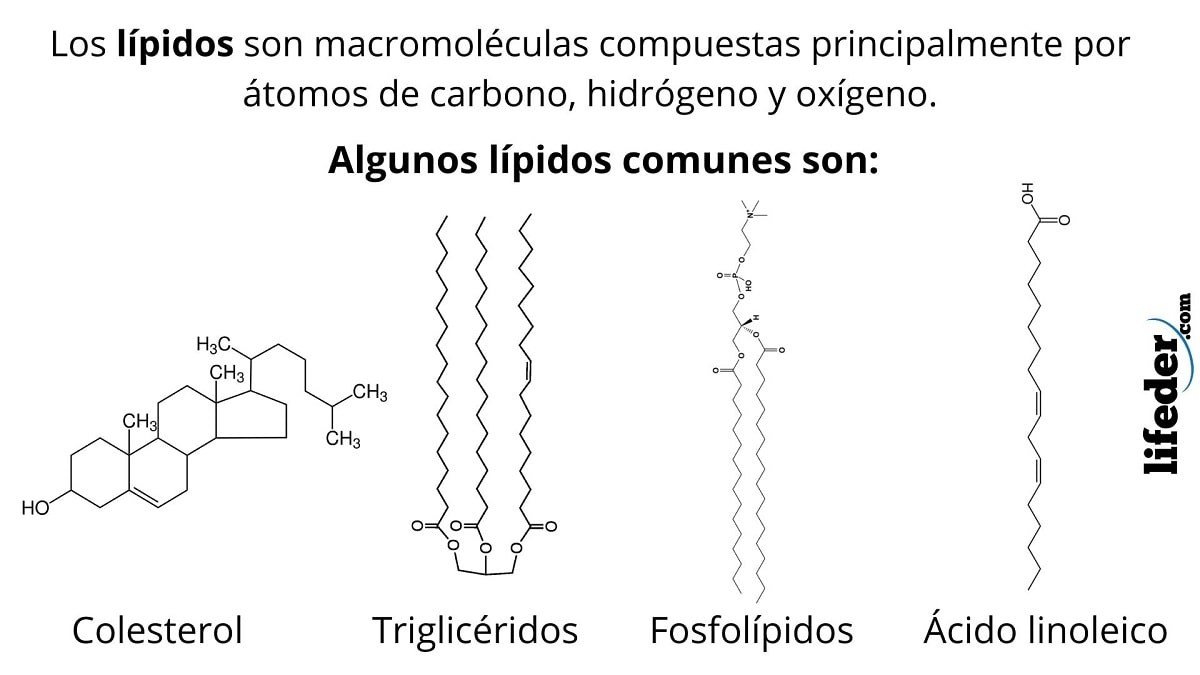 Los lípidos son macromoléculas compuestas principalmente por
átomos de carbono, hidrógeno y oxígeno.
Algunos lípidos comunes son:
H₃C
CH₃
CH₃
CH₃
CH₃
HO
O
O
O
O
O
O
N⁺
O
O
P
HO
O
H
O
O
O
O
OH
O
lifeder.com
Colesterol
Triglicéridos
Fosfolípidos
Ácido linoleico